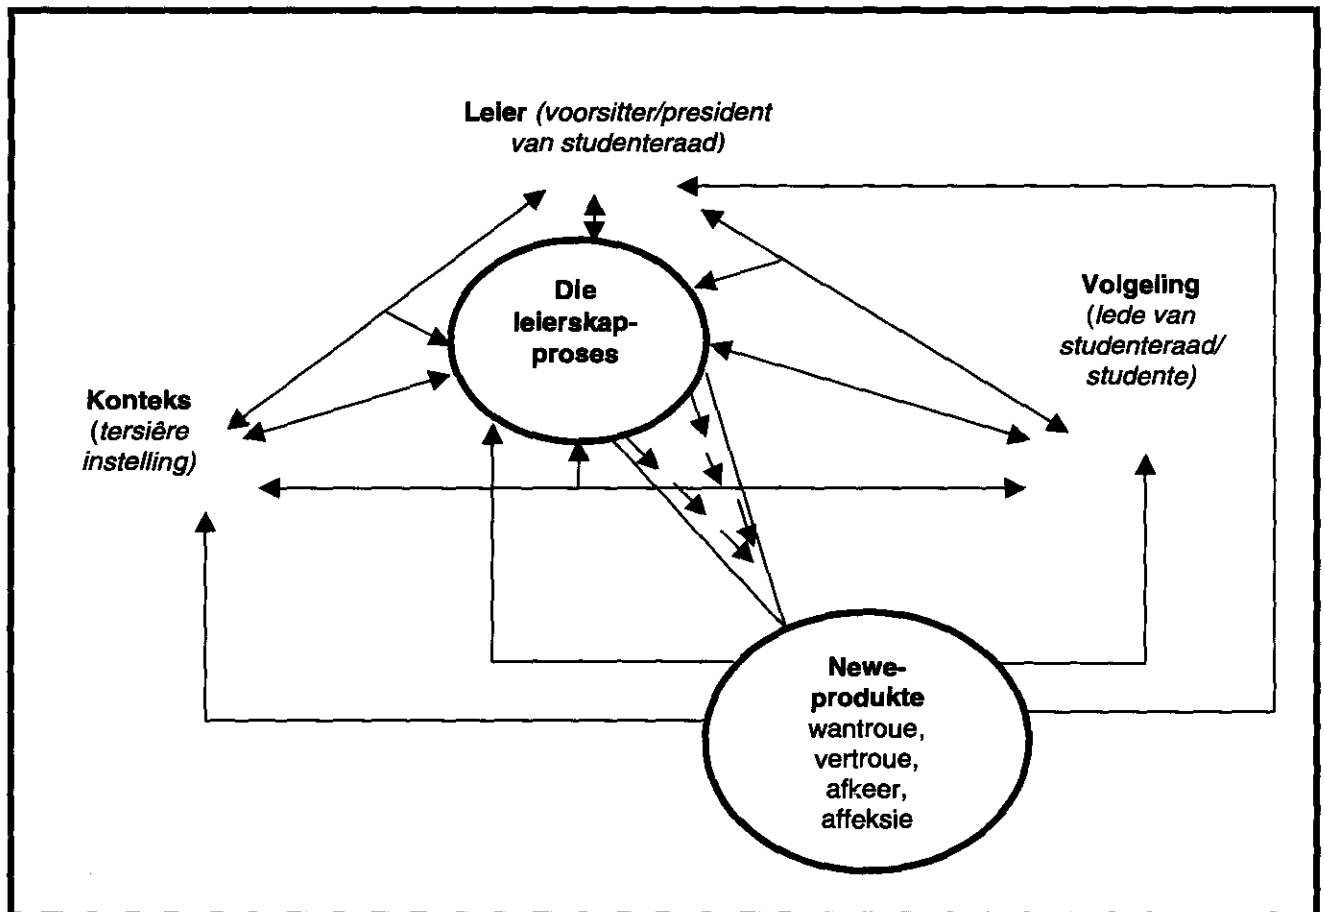 Leier (voorsitter/president
van studenteraad)
Die
leierskap-
proses
Volgeling
(lede van
studenteraad/
studente)
Konteks
(tersiêre
instelling)
Newe-
produkte
wantroue,
vertroue,
afkeer,
affeksie